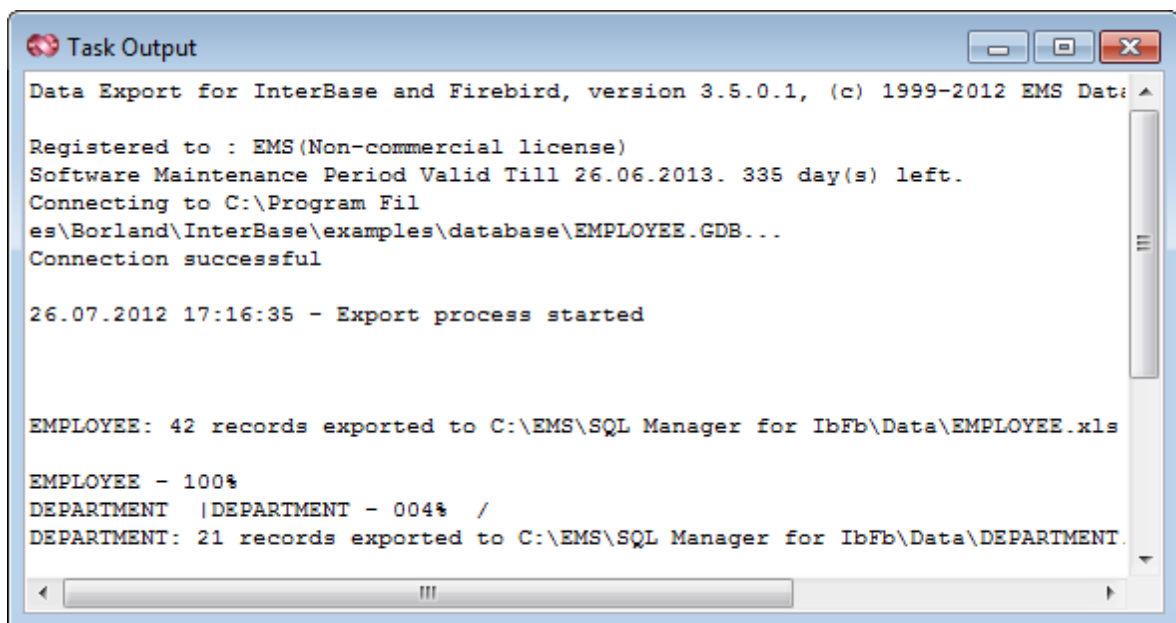 Task Output
Data Export for InterBase and Firebird, version 3.5.0.1, (c) 1999-2012 EMS Data
Registered to : EMS(Non-commercial license)
Software Maintenance Period Valid Till 26.06.2013. 335 day(s) left.
Connecting to C:\Program Fil
es\Borland\InterBase\examples\database\EMPLOYEE.GDB...
Connection successful
26.07.2012 17:16:35 - Export process started
EMPLOYEE: 42 records exported to C:\EMS\SQL Manager for IbFb\Data\EMPLOYEE.xls
EMPLOYEE - 100%
DEPARTMENT  |DEPARTMENT - 004%  /
DEPARTMENT: 21 records exported to C:\EMS\SQL Manager for IbFb\Data\DEPARTMENT.